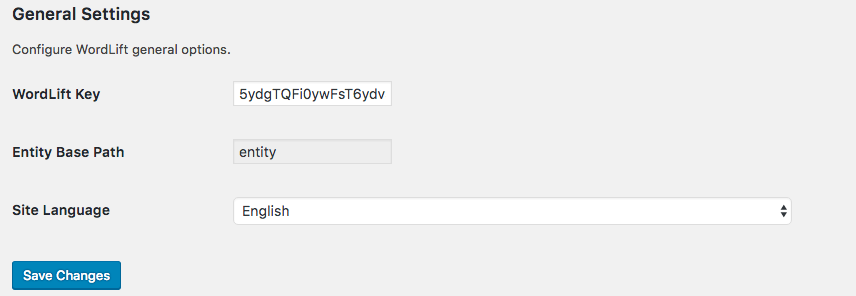 General Settings
Configure WordLift general options.
WordLift Key 5ydgTQFi0ywFsT6ydv
Entity Base Path entity
Site Language English
Save Changes